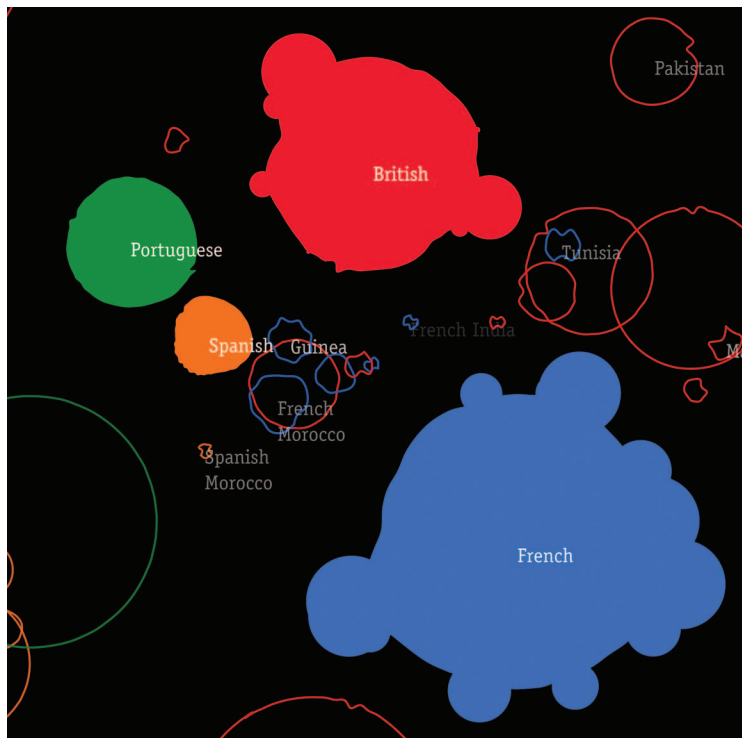 Pakistan
British
Portuguese
Tunisia
French India
Spanish
Guinea
French
Morocco
Spanish
Morocco
French